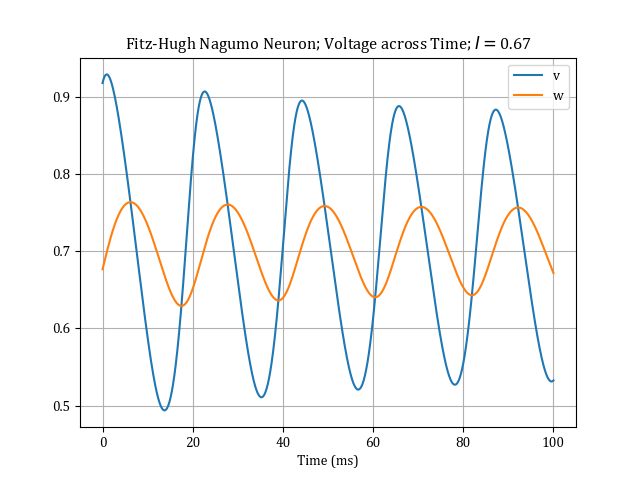 Fitz-Hugh Nagumo Neuron; Voltage across Time; I = 0.67
v
w
0.9
0.8
0.7
0.6
0.5
0 20 40 60 80 100
Time (ms)